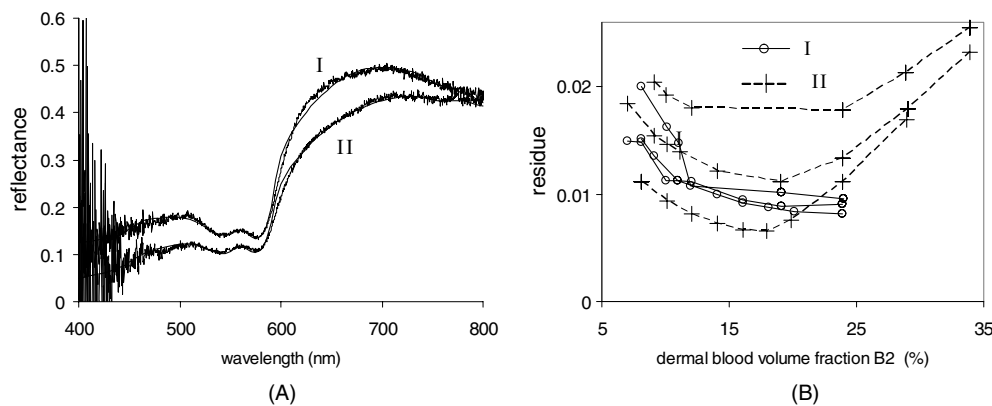 0.6
0.5
0.4
0.3
0.2
0.1
0
400 500 600 700 800
reflectance
wavelength (nm)
I
II
(A)
0.02
0.01
0.00
5 15 25 35
residue
dermal blood volume fraction B2 (%)
I
II
I
(B)